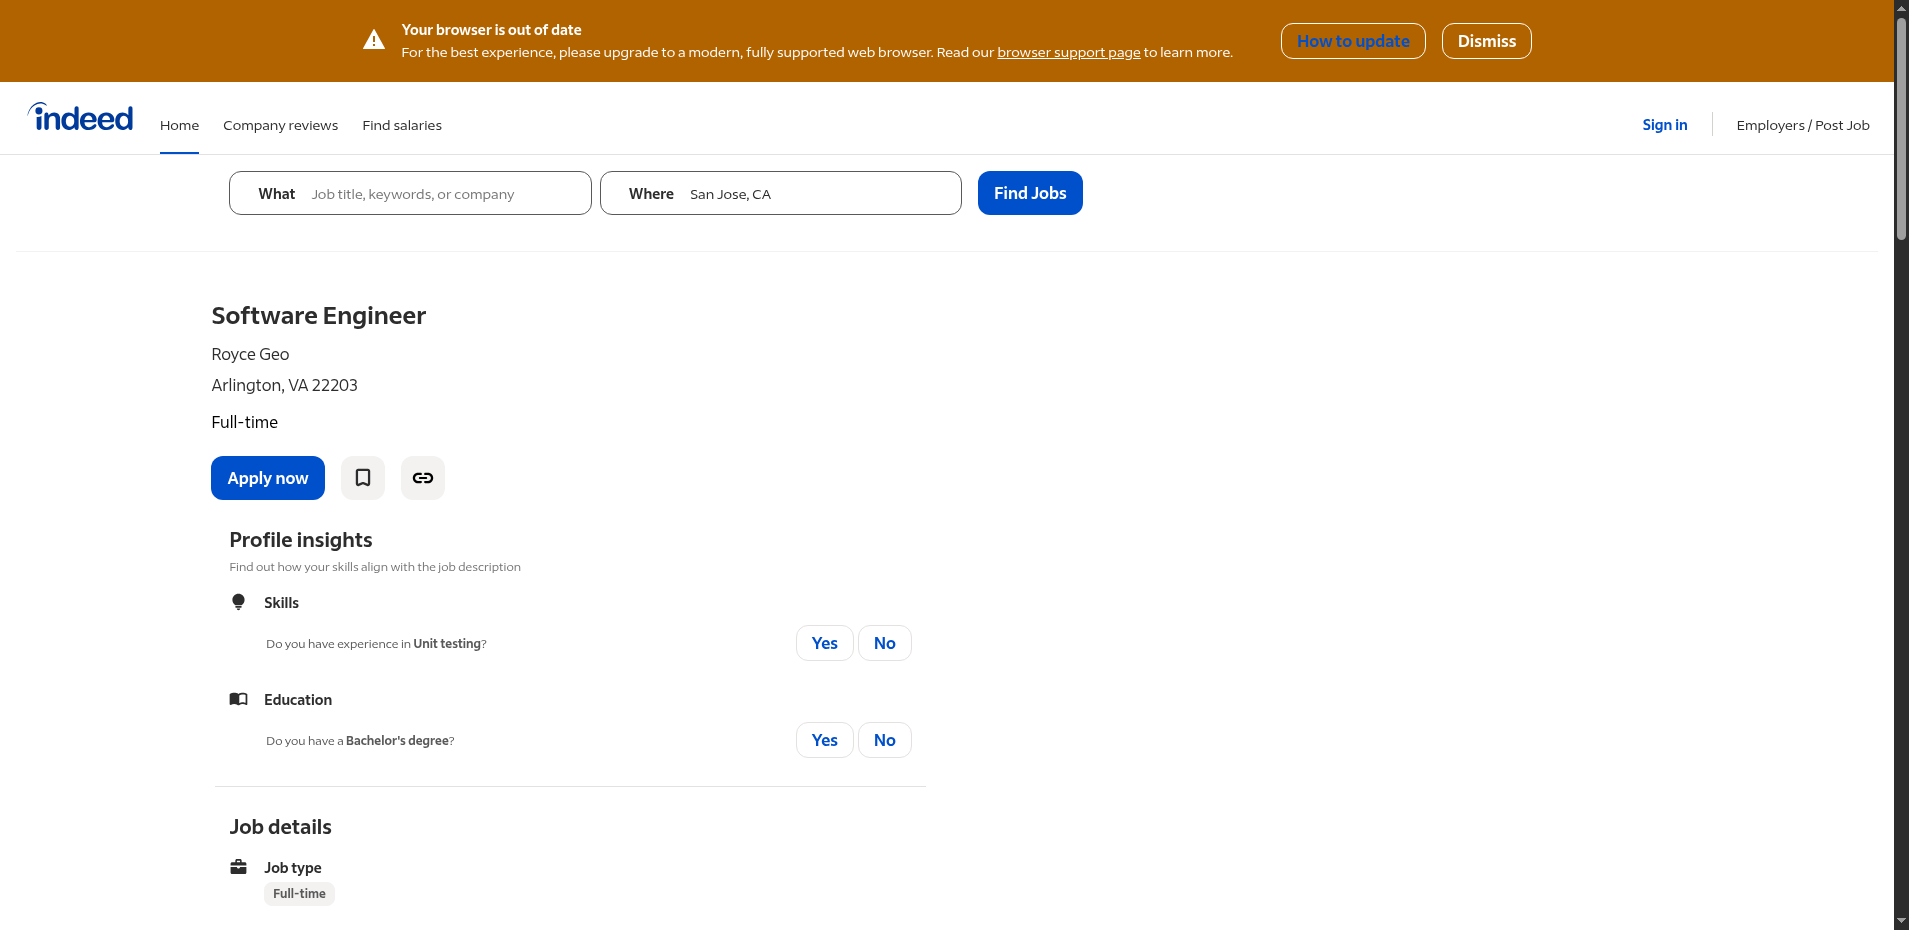 Your browser is out of date
For the best experience, please upgrade to a modern, fully supported web browser. Read our browser support page to learn more.
How to update
Dismiss
indeed
Home
Company reviews
Find salaries
Sign in
Employers / Post Job
What
Job title, keywords, or company
Where
San Jose, CA
Find Jobs
Software Engineer
Royce Geo
Arlington, VA 22203
Full-time
Apply now
Profile insights
Find out how your skills align with the job description
Skills
Do you have experience in Unit testing?
Yes
No
Education
Do you have a Bachelor's degree?
Yes
No
Job details
Job type
Full-time